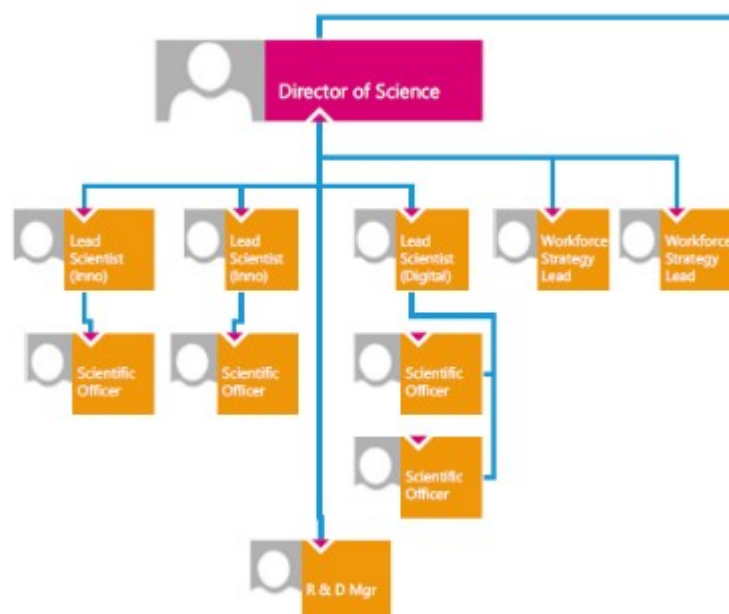 Director of Science
Lead
Scientist
(Inno)
Lead
Scientist
(Inno)
Lead
Scientist
(Digital)
Workforce
Strategy
Lead
Workforce
Strategy
Lead
Scientific
Officer
Scientific
Officer
Scientific
Officer
Scientific
Officer
R & D Mgr